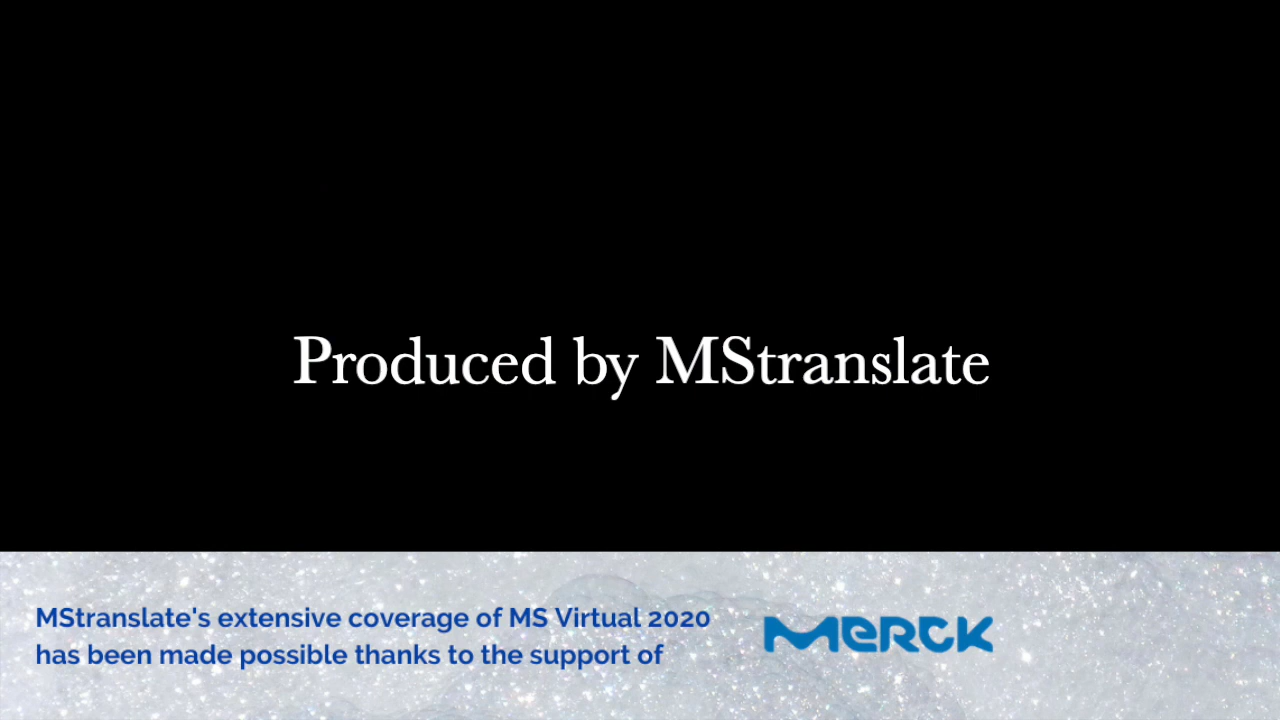 Produced by MStranslate
MStranslate's extensive coverage of MS Virtual 2020
has been made possible thanks to the support of
MERCK